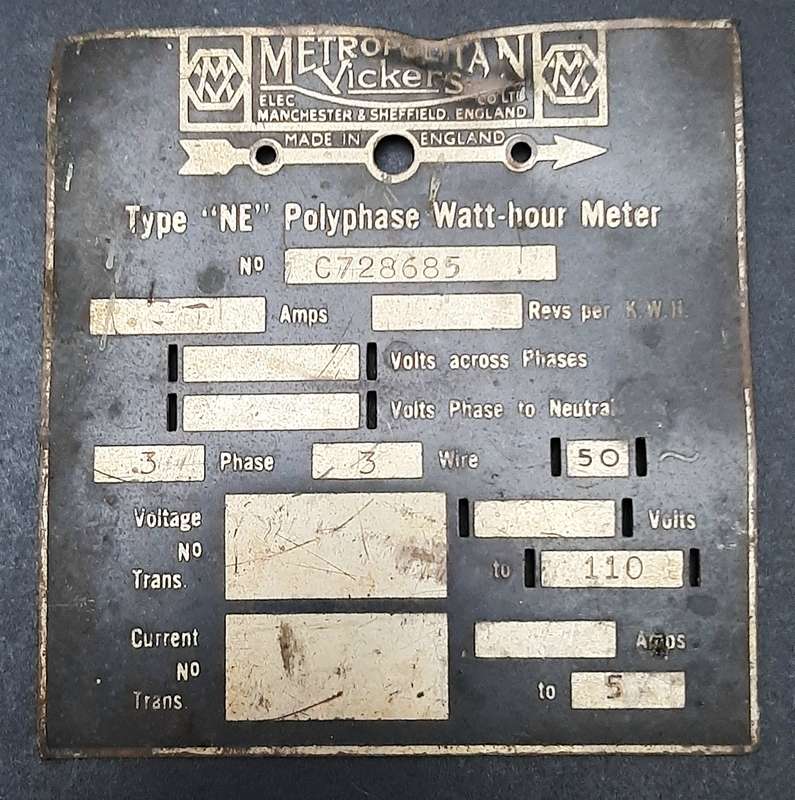 METROPOLITAN
Vickers
ELEC CO LTD
MANCHESTER & SHEFFIELD, ENGLAND
MV MV
MADE IN ENGLAND
Type "NE" Polyphase Watt-hour Meter
No C728685
Amps Revs per K.W.H.
Volts across Phases
Volts Phase to Neutral
3 Phase 3 Wire 50 ~
Voltage No Trans. Volts
to 110
Current No Trans. Amps
to 5